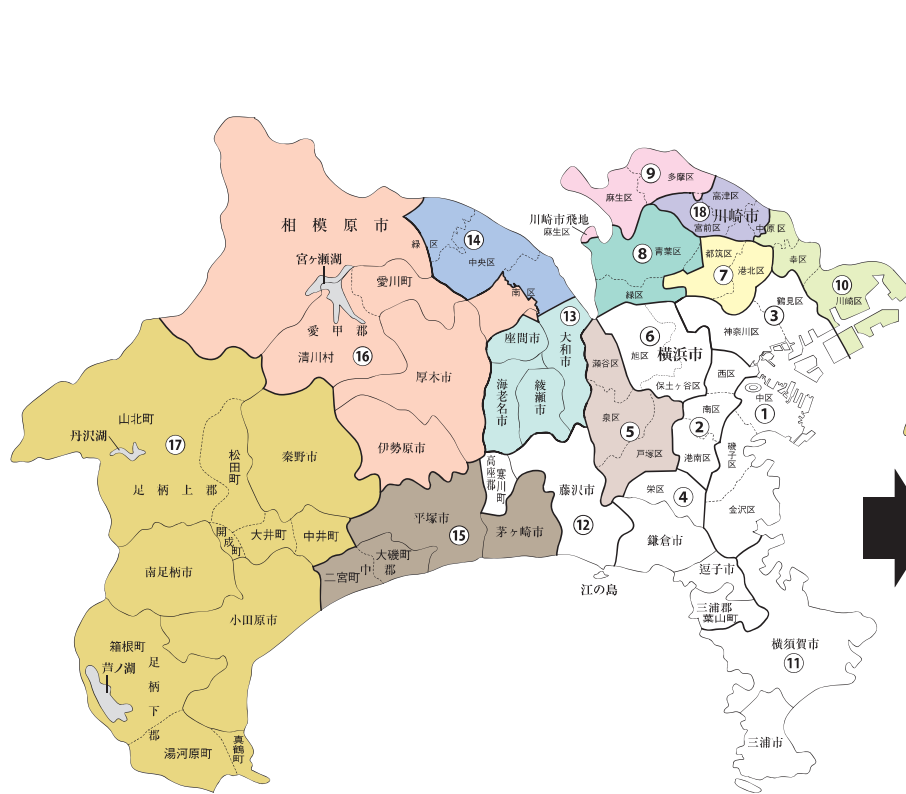 ⑨
多摩区
麻生区
高津区
⑱
川崎市
宮前区
中原区
川崎市飛地
麻生区
相模原市
緑区
⑭
中央区
南区
⑧
青葉区
緑区
都筑区
⑦
港北区
幸区
⑩
川崎区
宮ヶ瀬湖
愛川町
愛甲郡
清川村
⑯
厚木市
伊勢原市
⑬
座間市
大和市
海老名市
綾瀬市
鶴見区
③
神奈川区
⑥
旭区
横浜市
保土ヶ谷区
西区
瀬谷区
泉区
⑤
戸塚区
南区
②
港南区
中区
①
磯子区
栄区
④
金沢区
鎌倉市
山北町
丹沢湖
⑰
足柄上郡
松田町
秦野市
開成町
大井町
中井町
南足柄市
小田原市
箱根町
芦ノ湖
足柄下郡
湯河原町
真鶴町
平塚市
⑮
大磯町
中郡
二宮町
高座郡
寒川町
茅ヶ崎市
藤沢市
⑫
江の島
逗子市
三浦郡
葉山町
横須賀市
⑪
三浦市